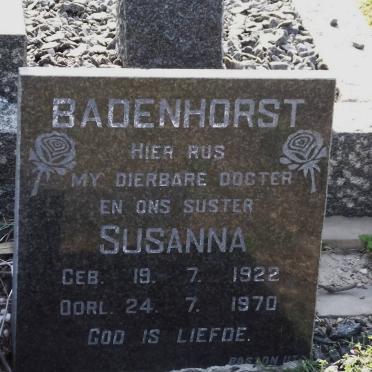 BADENHORST
HIER RUS
MY DIERBARE DOGTER
EN ONS SUSTER
SUSANNA
GEB. 19. 7. 1922
OORL. 24. 7. 1970
GOD IS LIEFDE.